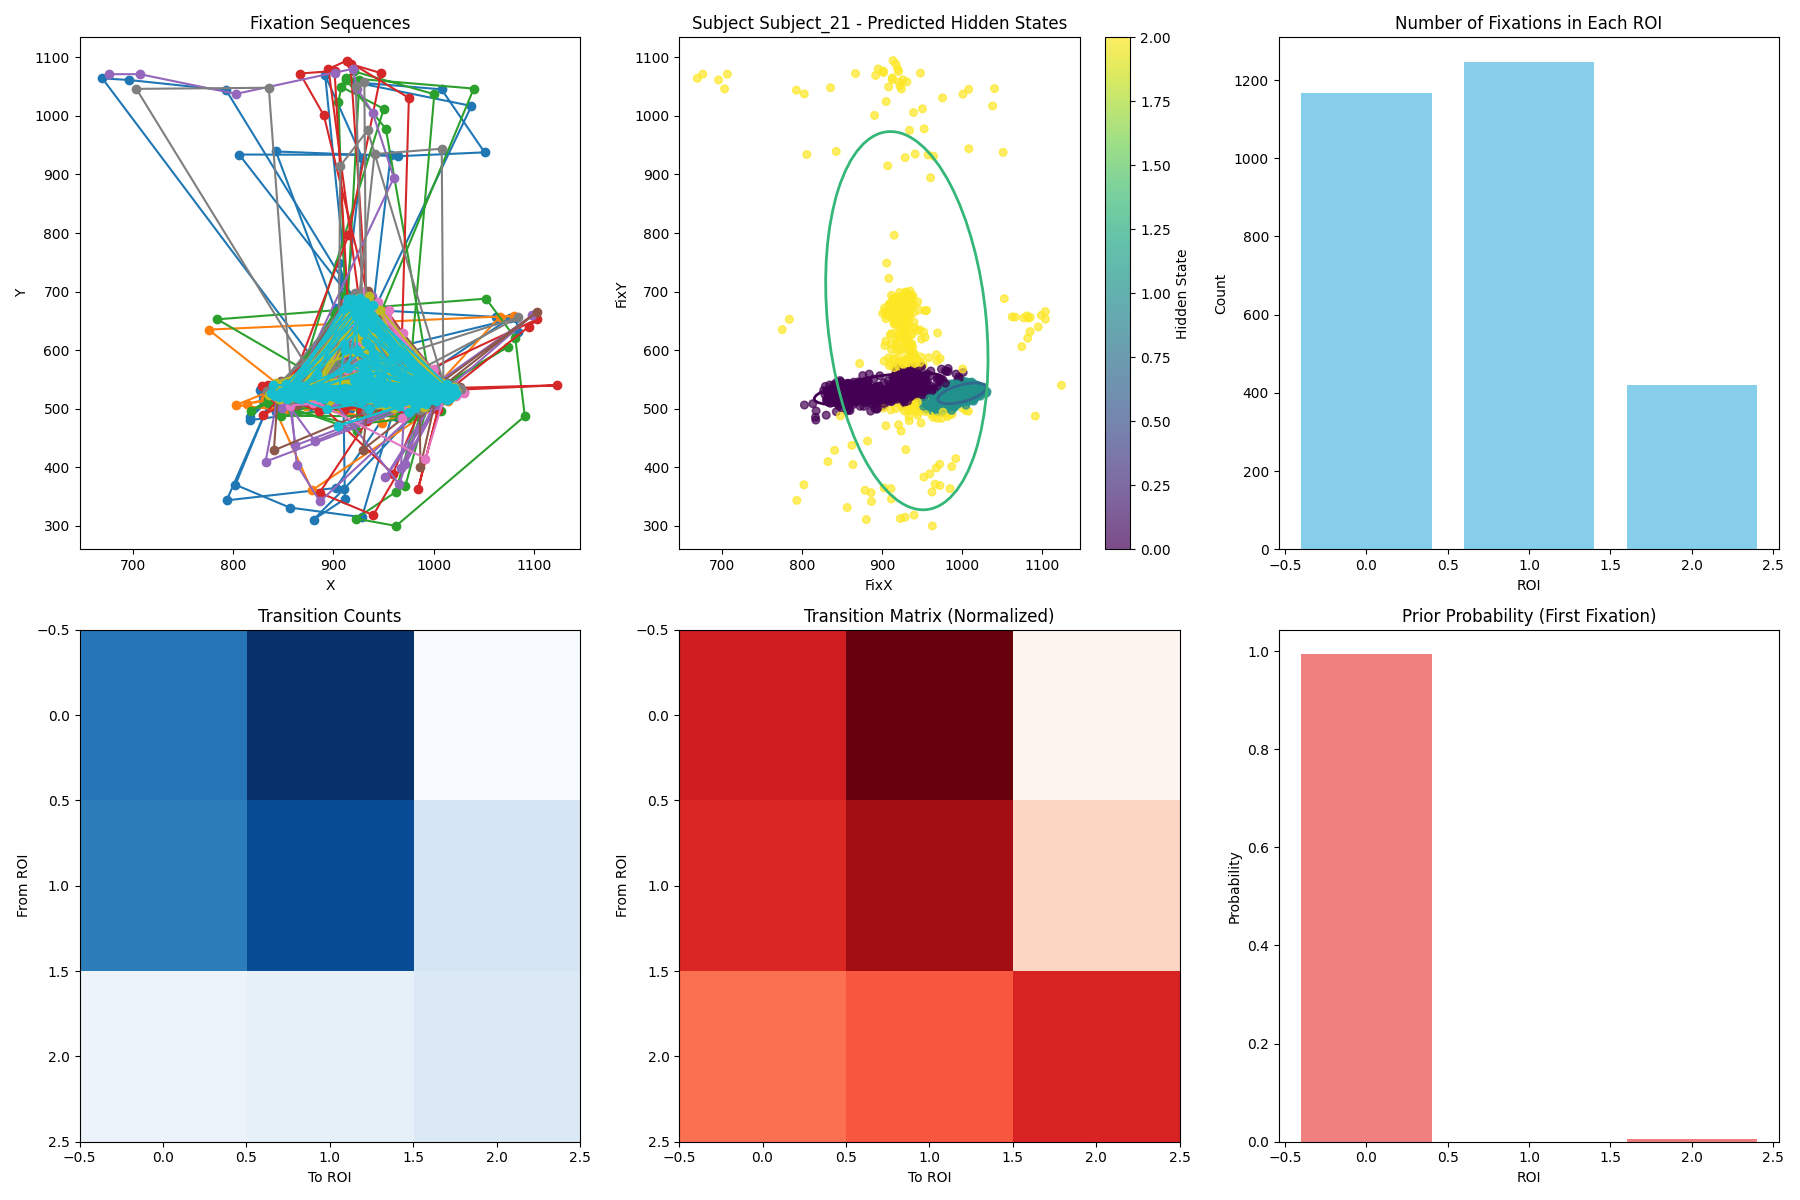 Fixation Sequences
1100
1000
900
800
700
600
500
400
300
Y
700 800 900 1000 1100
X
Subject Subject_21 - Predicted Hidden States
1100
1000
900
800
700
600
500
400
300
FixY
700 800 900 1000 1100
FixX
2.00
1.75
1.50
1.25
1.00
0.75
0.50
0.25
0.00
Hidden State
Number of Fixations in Each ROI
1200
1000
800
600
400
200
0
Count
−0.5 0.0 0.5 1.0 1.5 2.0 2.5
ROI
Transition Counts
−0.5
0.0
0.5
1.0
1.5
2.0
2.5
From ROI
−0.5 0.0 0.5 1.0 1.5 2.0 2.5
To ROI
Transition Matrix (Normalized)
−0.5
0.0
0.5
1.0
1.5
2.0
2.5
From ROI
−0.5 0.0 0.5 1.0 1.5 2.0 2.5
To ROI
Prior Probability (First Fixation)
1.0
0.8
0.6
0.4
0.2
0.0
Probability
−0.5 0.0 0.5 1.0 1.5 2.0 2.5
ROI